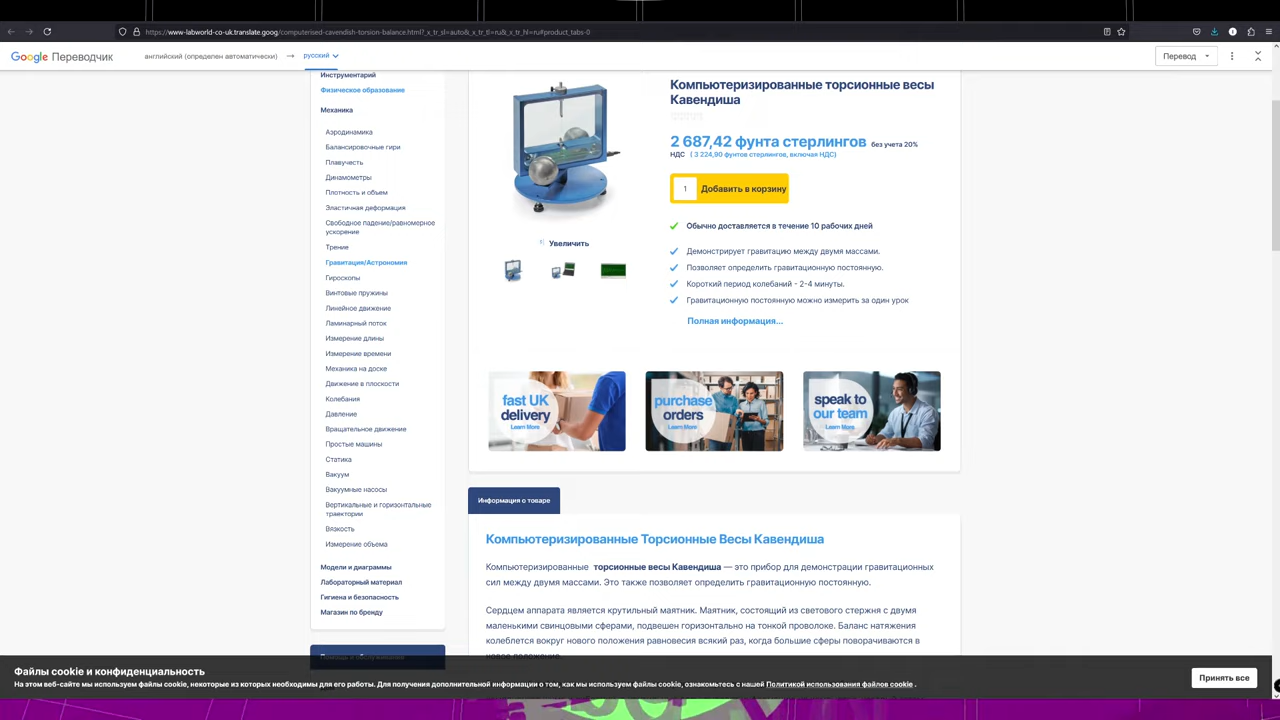 https://www-labworld-co-uk.translate.goog/computerised-cavendish-torsion-balance.html?_x_tr_sl=auto&_x_tr_tl=ru&_x_tr_hl=ru#product_tabs-0
Google Переводчик
английский (определен автоматически) → русский
Перевод
Инструментарий
Физическое образование
Механика
Аэродинамика
Балансировочные гири
Плавучесть
Динамометры
Плотность и объем
Эластичная деформация
Свободное падение/равномерное
ускорение
Трение
Гравитация/Астрономия
Гироскопы
Винтовые пружины
Линейное движение
Ламинарный поток
Измерение длины
Измерение времени
Механика на доске
Движение в плоскости
Колебания
Давление
Вращательное движение
Простые машины
Статика
Вакуум
Вакуумные насосы
Вертикальные и горизонтальные
траектории
Вязкость
Измерение объема
Модели и диаграммы
Лабораторный материал
Гигиена и безопасность
Магазин по бренду
Увеличить
Компьютеризированные торсионные весы
Кавендиша
2 687,42 фунта стерлингов без учета 20%
НДС ( 3 224,90 фунтов стерлингов, включая НДС)
1 Добавить в корзину
Обычно доставляется в течение 10 рабочих дней
Демонстрирует гравитацию между двумя массами.
Позволяет определить гравитационную постоянную.
Короткий период колебаний - 2-4 минуты.
Гравитационную постоянную можно измерить за один урок
Полная информация...
fast UK
delivery
Learn More
purchase
orders
Learn More
speak to
our team
Learn More
Информация о товаре
Компьютеризированные Торсионные Весы Кавендиша
Компьютеризированные торсионные весы Кавендиша — это прибор для демонстрации гравитационных
сил между двумя массами. Это также позволяет определить гравитационную постоянную.
Сердцем аппарата является крутильный маятник. Маятник, состоящий из светового стержня с двумя
маленькими свинцовыми сферами, подвешен горизонтально на тонкой проволоке. Баланс натяжения
колеблется вокруг нового положения равновесия всякий раз, когда большие сферы поворачиваются в
новое положение.
Помощь и обслуживание
Файлы cookie и конфиденциальность
На этом веб-сайте мы используем файлы cookie, некоторые из которых необходимы для его работы. Для получения дополнительной информации о том, как мы используем файлы cookie, ознакомьтесь с нашей Политикой использования файлов cookie .
Принять все